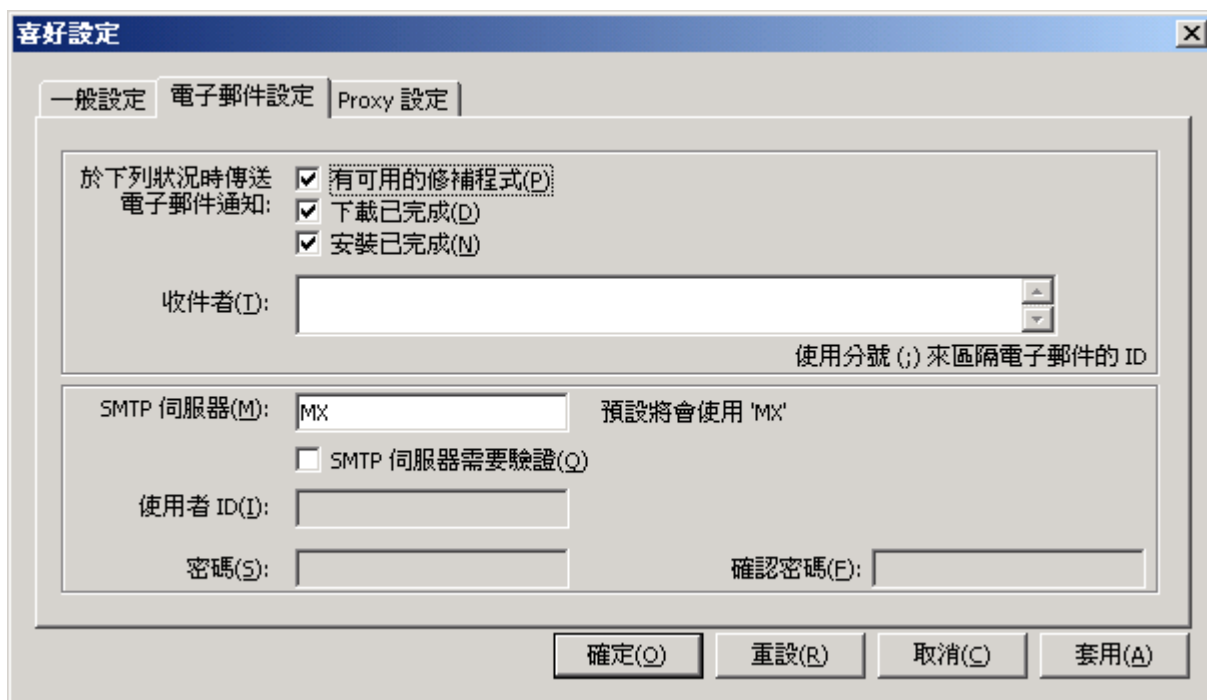 喜好設定
一般設定 電子郵件設定 Proxy 設定
於下列狀況時傳送 有可用的修補程式(P)
電子郵件通知: 下載已完成(D)
安裝已完成(N)
收件者(T):
使用分號 (;) 來區隔電子郵件的 ID
SMTP 伺服器(M): MX 預設將會使用 'MX'
SMTP 伺服器需要驗證(Q)
使用者 ID(I):
密碼(S): 確認密碼(F):
確定(O) 重設(R) 取消(C) 套用(A)